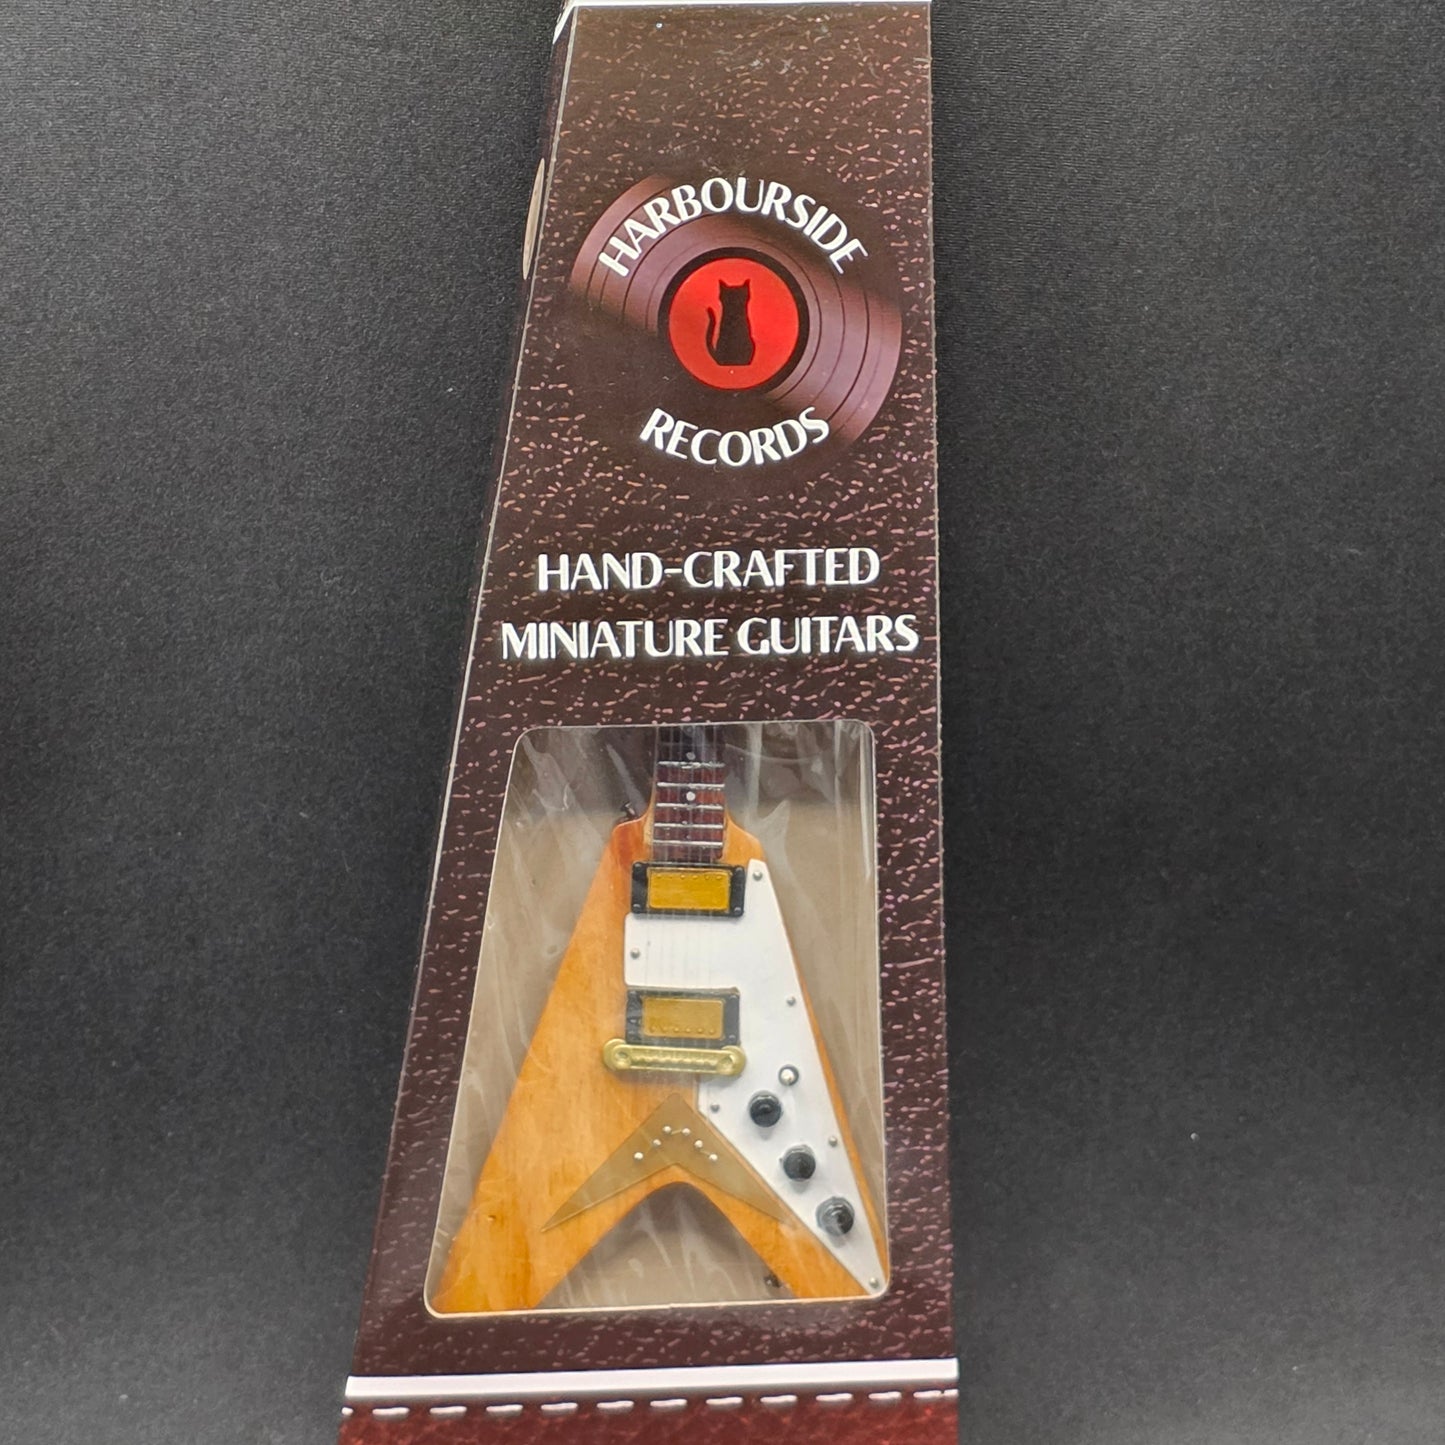 HARBOURSIDE
RECORDS
HAND-CRAFTED
MINIATURE GUITARS